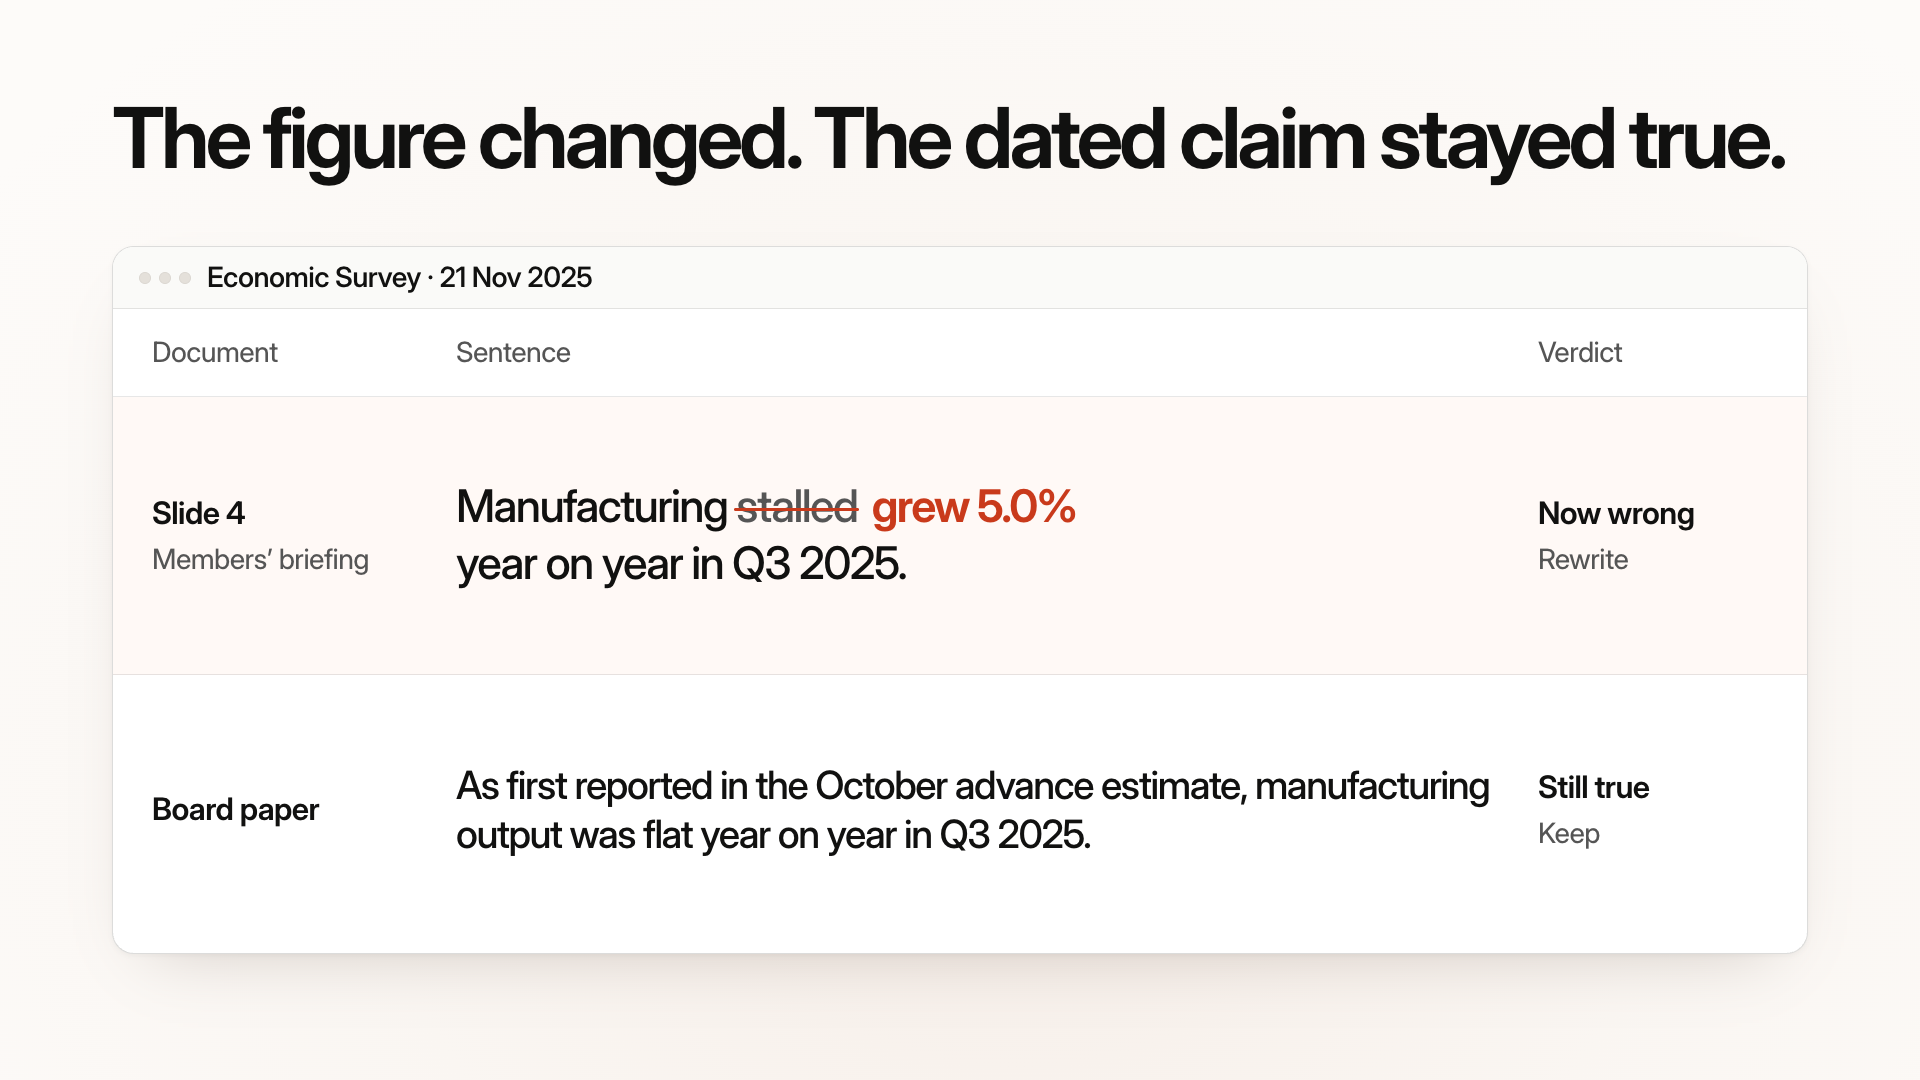 The figure changed. The dated claim stayed true.
Economic Survey · 21 Nov 2025
Document
Sentence
Verdict
Slide 4
Members’ briefing
Manufacturing stalled grew 5.0%
year on year in Q3 2025.
Now wrong
Rewrite
Board paper
As first reported in the October advance estimate, manufacturing
output was flat year on year in Q3 2025.
Still true
Keep